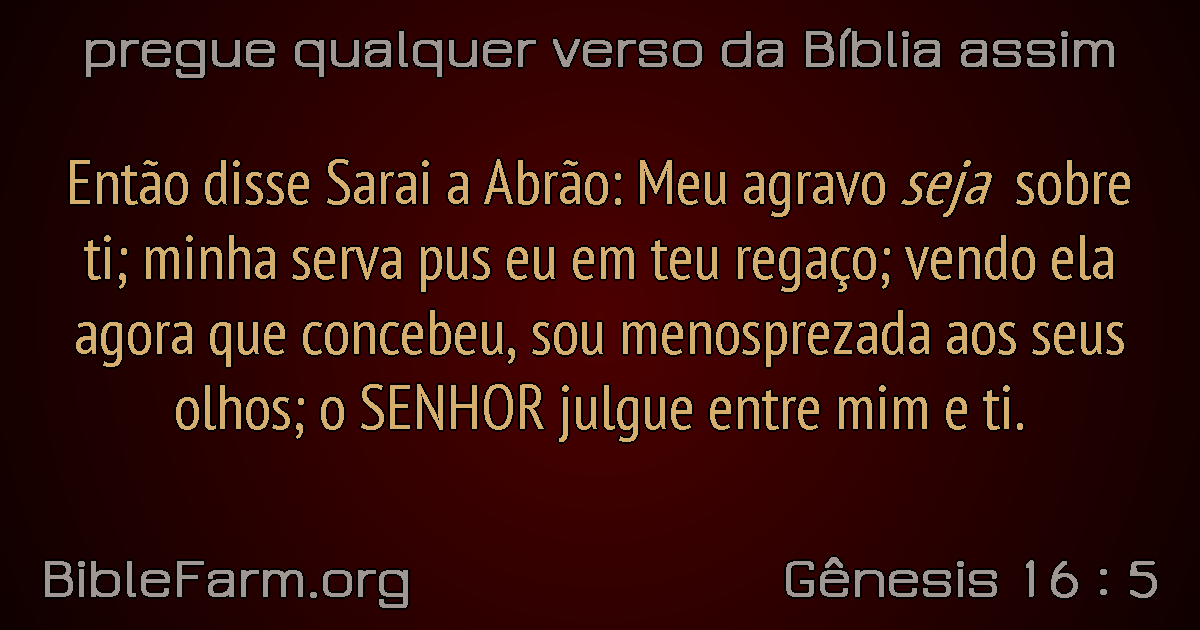 pregue qualquer verso da Bíblia assim
Então disse Sarai a Abrão: Meu agravo seja sobre
ti; minha serva pus eu em teu regaço; vendo ela
agora que concebeu, sou menosprezada aos seus
olhos; o SENHOR julgue entre mim e ti.
BibleFarm.org
Gênesis 16 : 5